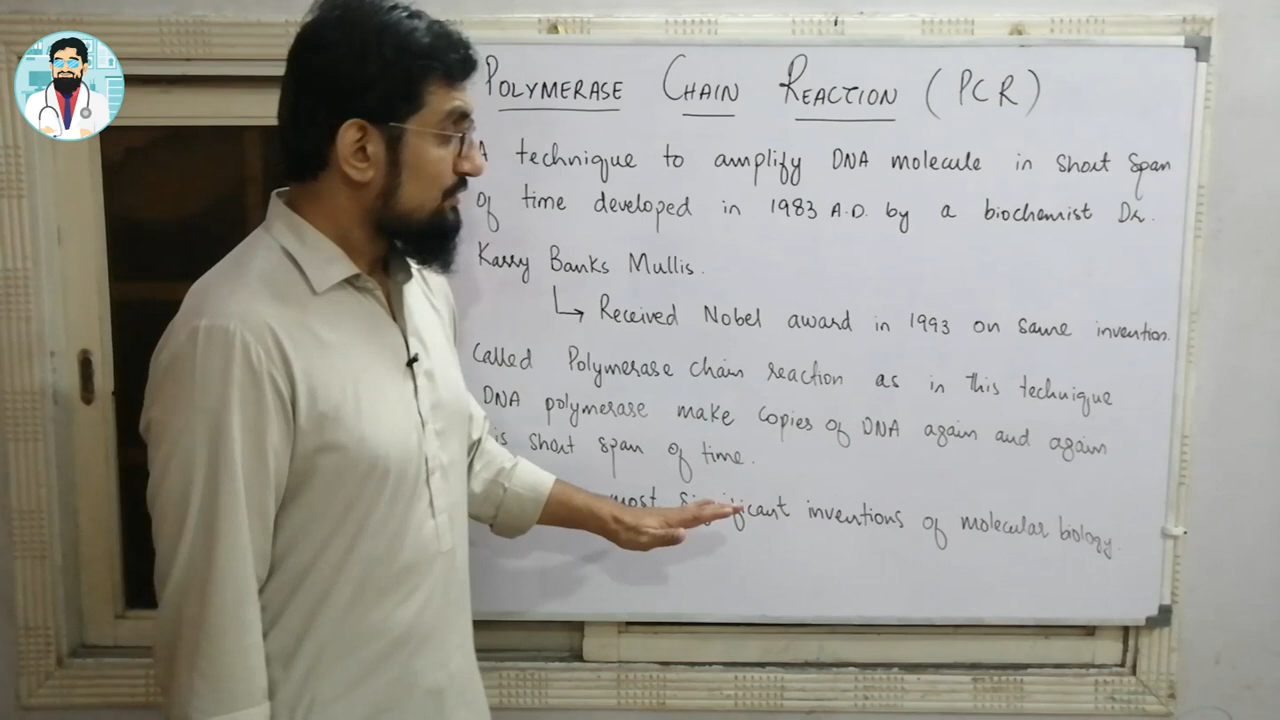 POLYMERASE CHAIN REACTION (PCR)
A technique to amplify DNA molecule in short span
of time developed in 1983 A.D. by a biochemist Dr.
Karry Banks Mullis.
Received Nobel award in 1993 on same invention.
Called Polymerase chain reaction as in this technique
DNA polymerase make copies of DNA again and again
is short span of time.
most significant inventions of molecular biology.